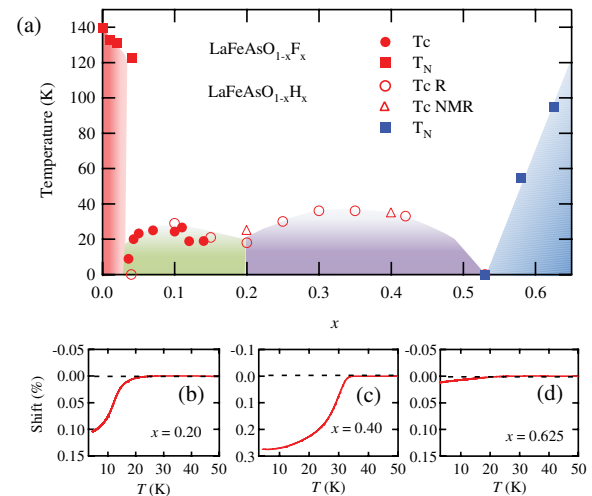 (a)
LaFeAsO1-xFx
LaFeAsO1-xHx
Tc
TN
Tc R
Tc NMR
TN
Temperature (K)
140
120
100
80
60
40
20
0
0.0 0.1 0.2 0.3 0.4 0.5 0.6
x
Shift (%)
-0.05
0.00
0.05
0.10
0.15
(b)
x = 0.20
10 20 30 40 50
T (K)
-0.1
0.0
0.1
0.2
0.3
(c)
x = 0.40
10 20 30 40 50
T (K)
-0.05
0.00
0.05
0.10
0.15
(d)
x = 0.625
10 20 30 40 50
T (K)